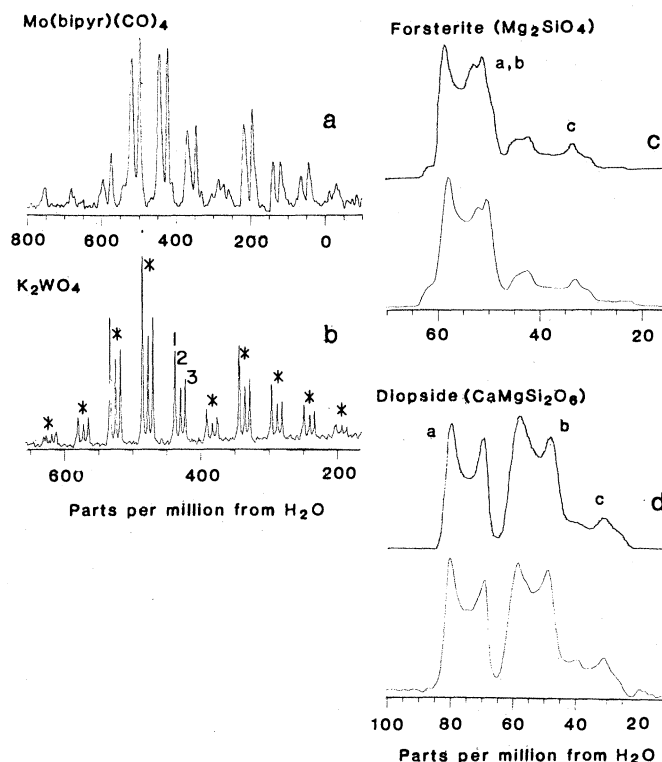 Mo(bipyr)(CO)₄
a
800 600 400 200 0
K₂WO₄
b
* * * * * * * * *
1
2
3
600 400 200
Parts per million from H₂O
Forsterite (Mg₂SiO₄)
a,b
c
c
60 40 20
Diopside (CaMgSi₂O₆)
a
b
c
d
100 80 60 40 20
Parts per million from H₂O